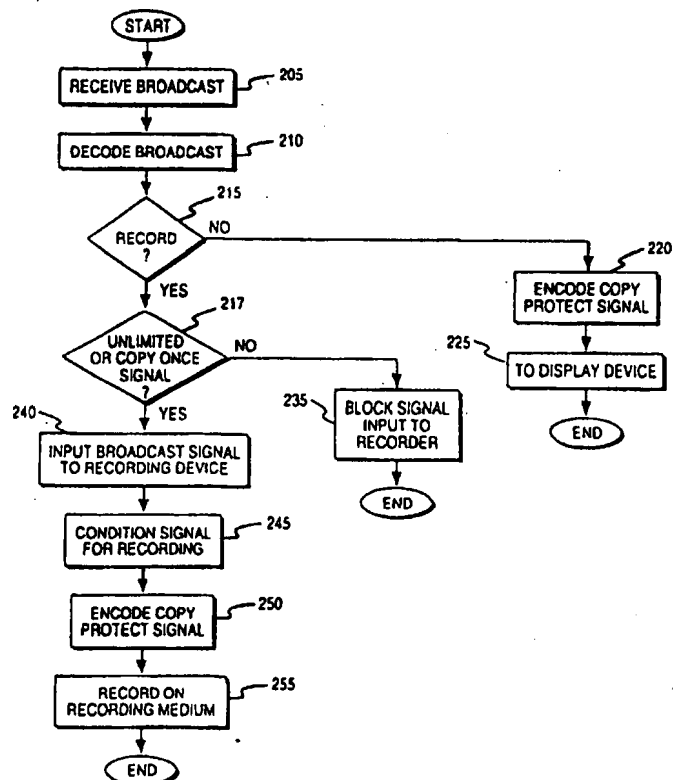 START
RECEIVE BROADCAST
205
DECODE BROADCAST
210
215
RECORD
?
NO
YES
220
ENCODE COPY
PROTECT SIGNAL
225
TO DISPLAY DEVICE
END
217
UNLIMITED
OR COPY ONCE
SIGNAL
?
NO
YES
235
BLOCK SIGNAL
INPUT TO
RECORDER
END
240
INPUT BROADCAST SIGNAL
TO RECORDING DEVICE
CONDITION SIGNAL
FOR RECORDING
245
ENCODE COPY
PROTECT SIGNAL
250
RECORD ON
RECORDING MEDIUM
255
END